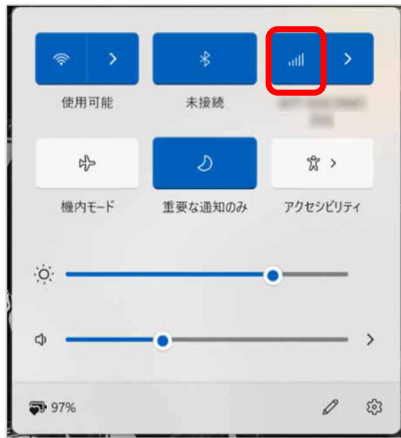 使用可能
未接続
機内モード
重要な通知のみ
アクセシビリティ
97%